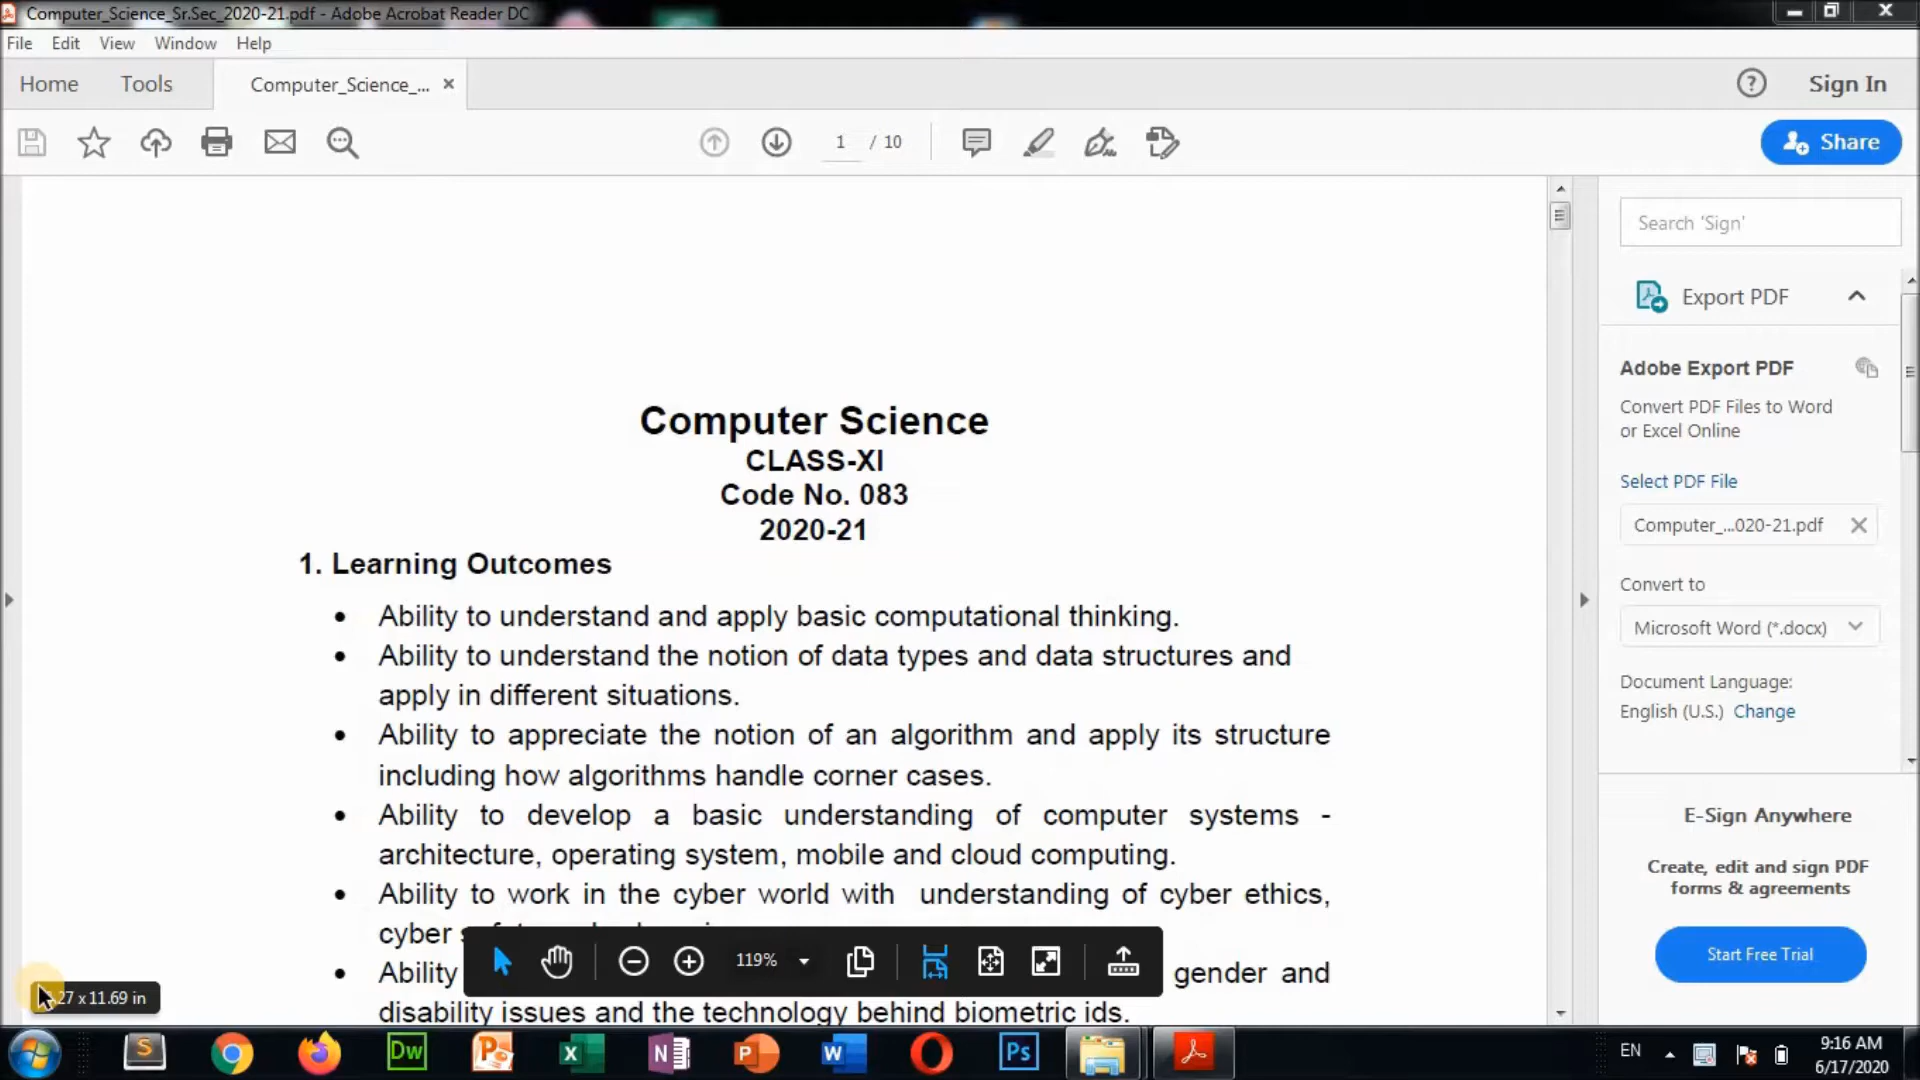 Computer_Science_Sr.Sec_2020-21.pdf - Adobe Acrobat Reader DC
File Edit View Window Help
Home Tools Computer_Science_... Sign In
1 / 10 Share
Search 'Sign'
Export PDF
Adobe Export PDF
Convert PDF Files to Word
or Excel Online
Select PDF File
Computer_...020-21.pdf
Convert to
Microsoft Word (*.docx)
Document Language:
English (U.S.) Change
E-Sign Anywhere
Create, edit and sign PDF
forms & agreements
Start Free Trial
Computer Science
CLASS-XI
Code No. 083
2020-21
1. Learning Outcomes
• Ability to understand and apply basic computational thinking.
• Ability to understand the notion of data types and data structures and
apply in different situations.
• Ability to appreciate the notion of an algorithm and apply its structure
including how algorithms handle corner cases.
• Ability to develop a basic understanding of computer systems -
architecture, operating system, mobile and cloud computing.
• Ability to work in the cyber world with understanding of cyber ethics,
cyber
• Ability gender and
disability issues and the technology behind biometric ids.
119%
27 x 11.69 in
S Dw P X N P W Ps
EN
9:16 AM
6/17/2020